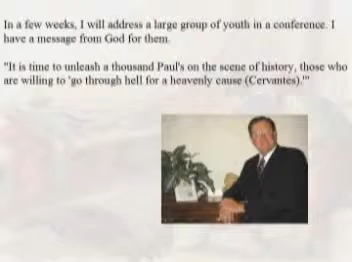 In a few weeks, I will address a large group of youth in a conference. I
have a message from God for them.
"It is time to unleash a thousand Paul's on the scene of history, those who
are willing to 'go through hell for a heavenly cause (Cervantes).'"